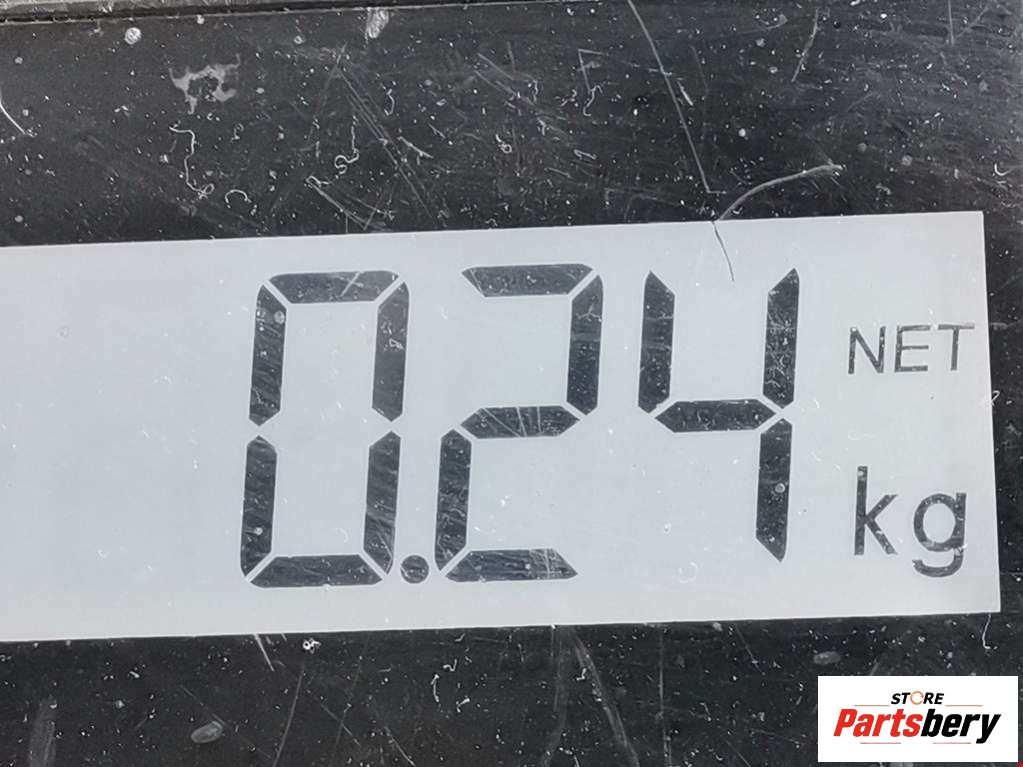 0.24
NET
kg
STORE
Partsbery